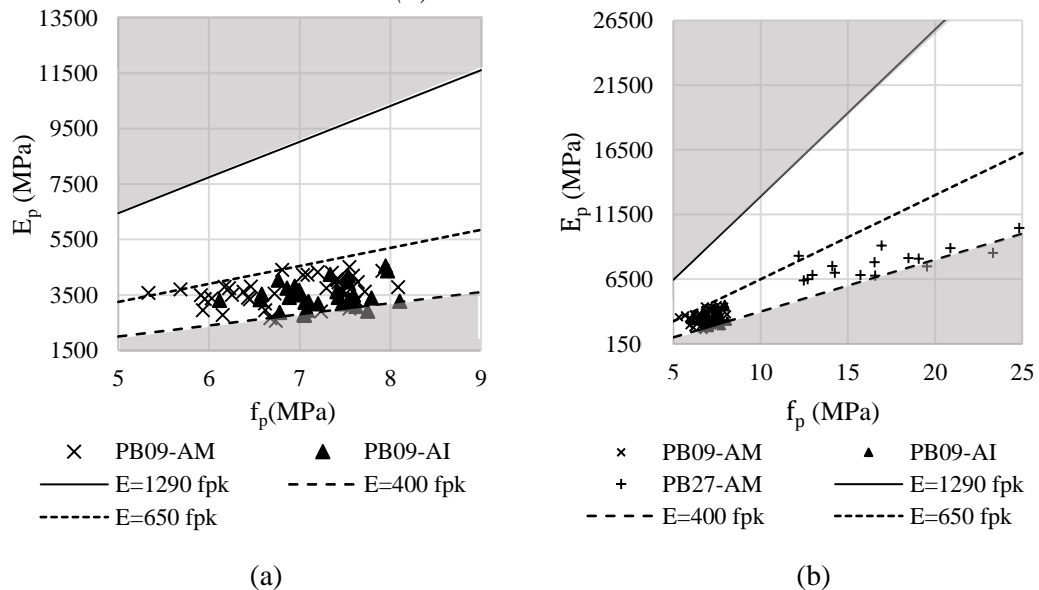 13500
11500
9500
7500
5500
3500
1500
E_p (MPa)
5 6 7 8 9
f_p(MPa)
PB09-AM PB09-AI
E=1290 fpk E=400 fpk
E=650 fpk
(a)
26500
21500
16500
11500
6500
150
E_p (MPa)
5 10 15 20 25
f_p (MPa)
PB09-AM PB09-AI
PB27-AM E=1290 fpk
E=400 fpk E=650 fpk
(b)